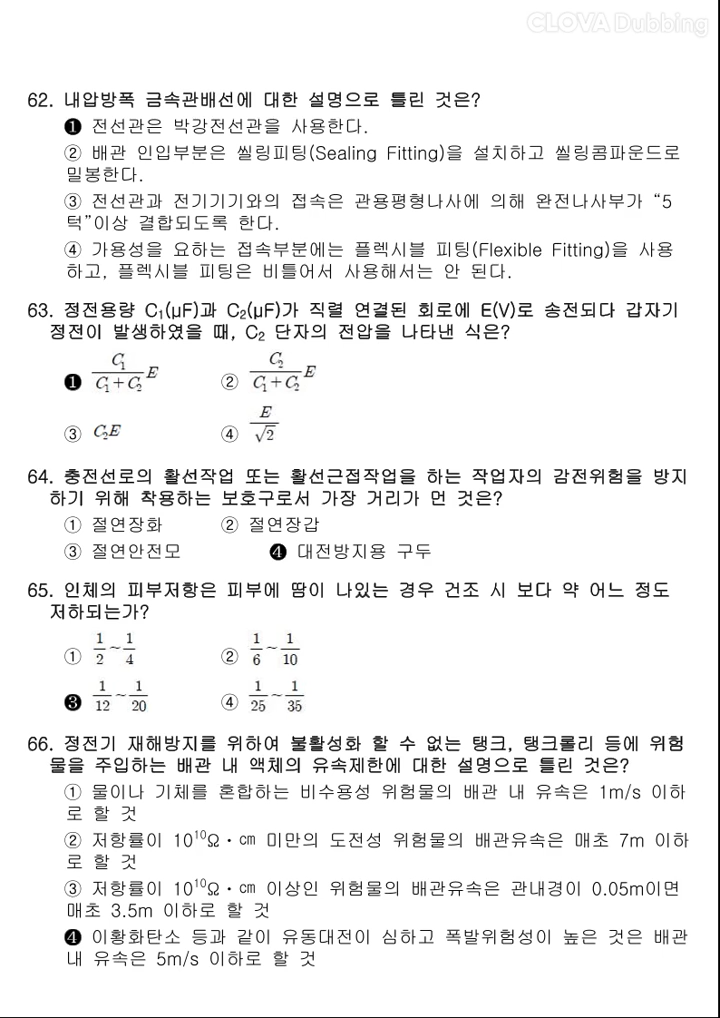 CLOVA Dubbing
62. 내압방폭 금속관배선에 대한 설명으로 틀린 것은?
❶ 전선관은 박강전선관을 사용한다.
② 배관 인입부분은 씰링피팅(Sealing Fitting)을 설치하고 씰링콤파운드로
밀봉한다.
③ 전선관과 전기기기와의 접속은 관용평형나사에 의해 완전나사부가 “5
턱”이상 결합되도록 한다.
④ 가용성을 요하는 접속부분에는 플렉시블 피팅(Flexible Fitting)을 사용
하고, 플렉시블 피팅은 비틀어서 사용해서는 안 된다.
63. 정전용량 C₁(μF)과 C₂(μF)가 직렬 연결된 회로에 E(V)로 송전되다 갑자기
정전이 발생하였을 때, C₂ 단자의 전압을 나타낸 식은?
❶ C₁/(C₁+C₂) E ② C₂/(C₁+C₂) E
③ C₂E ④ E/√2
64. 충전선로의 활선작업 또는 활선근접작업을 하는 작업자의 감전위험을 방지
하기 위해 착용하는 보호구로서 가장 거리가 먼 것은?
① 절연장화 ② 절연장갑
③ 절연안전모 ❹ 대전방지용 구두
65. 인체의 피부저항은 피부에 땀이 나있는 경우 건조 시 보다 약 어느 정도
저하되는가?
① 1/2~1/4 ② 1/6~1/10
❸ 1/12~1/20 ④ 1/25~1/35
66. 정전기 재해방지를 위하여 불활성화 할 수 없는 탱크, 탱크롤리 등에 위험
물을 주입하는 배관 내 액체의 유속제한에 대한 설명으로 틀린 것은?
① 물이나 기체를 혼합하는 비수용성 위험물의 배관 내 유속은 1m/s 이하
로 할 것
② 저항률이 10¹⁰Ω·㎝ 미만의 도전성 위험물의 배관유속은 매초 7m 이하
로 할 것
③ 저항률이 10¹⁰Ω·㎝ 이상인 위험물의 배관유속은 관내경이 0.05m이면
매초 3.5m 이하로 할 것
❹ 이황화탄소 등과 같이 유동대전이 심하고 폭발위험성이 높은 것은 배관
내 유속은 5m/s 이하로 할 것